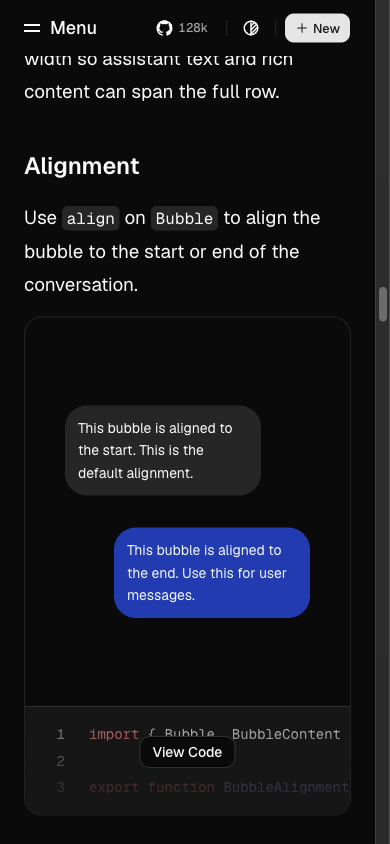 Menu
128k
+ New
width so assistant text and rich
content can span the full row.
Alignment
Use align on Bubble to align the
bubble to the start or end of the
conversation.
This bubble is aligned to
the start. This is the
default alignment.
This bubble is aligned to
the end. Use this for user
messages.
1 import { Bubble, BubbleContent
View Code
2
3 export function BubbleAlignment